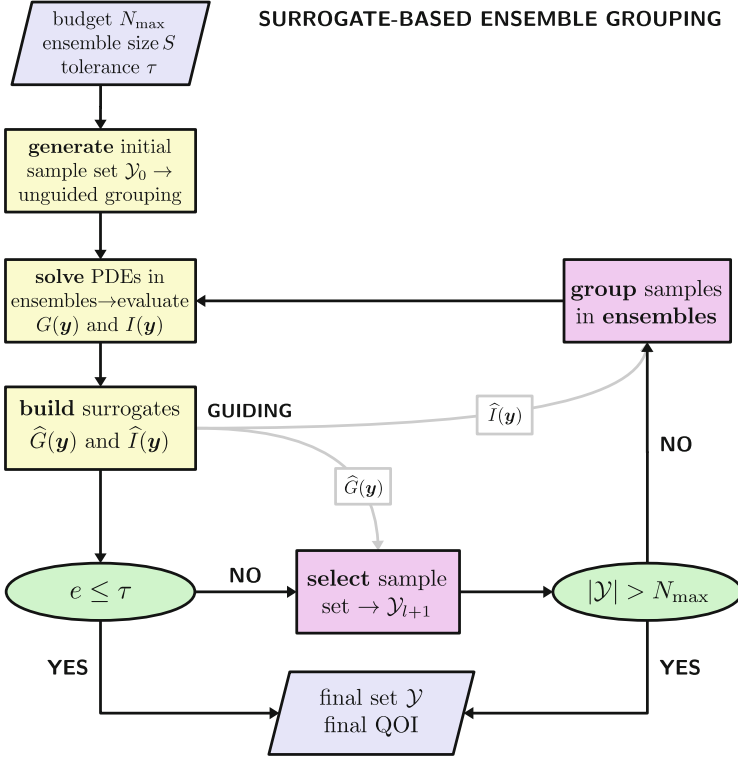 SURROGATE-BASED ENSEMBLE GROUPING
budget N_max
ensemble size S
tolerance τ
generate initial
sample set 𝒴₀ →
unguided grouping
solve PDEs in
ensembles→evaluate
G(y) and I(y)
group samples
in ensembles
build surrogates
Ĝ(y) and Î(y)
GUIDING
Î(y)
Ĝ(y)
NO
e ≤ τ
NO
select sample
set → 𝒴_{l+1}
|𝒴| > N_max
YES
YES
final set 𝒴
final QOI